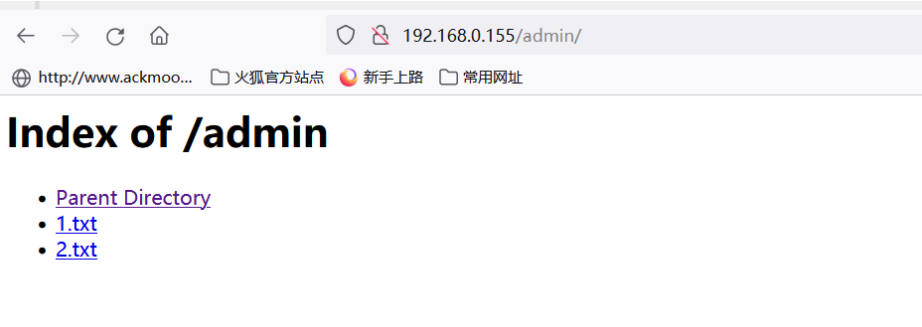 192.168.0.155/admin/
http://www.ackmoo... 火狐官方站点 新手上路 常用网址
Index of /admin
Parent Directory
1.txt
2.txt